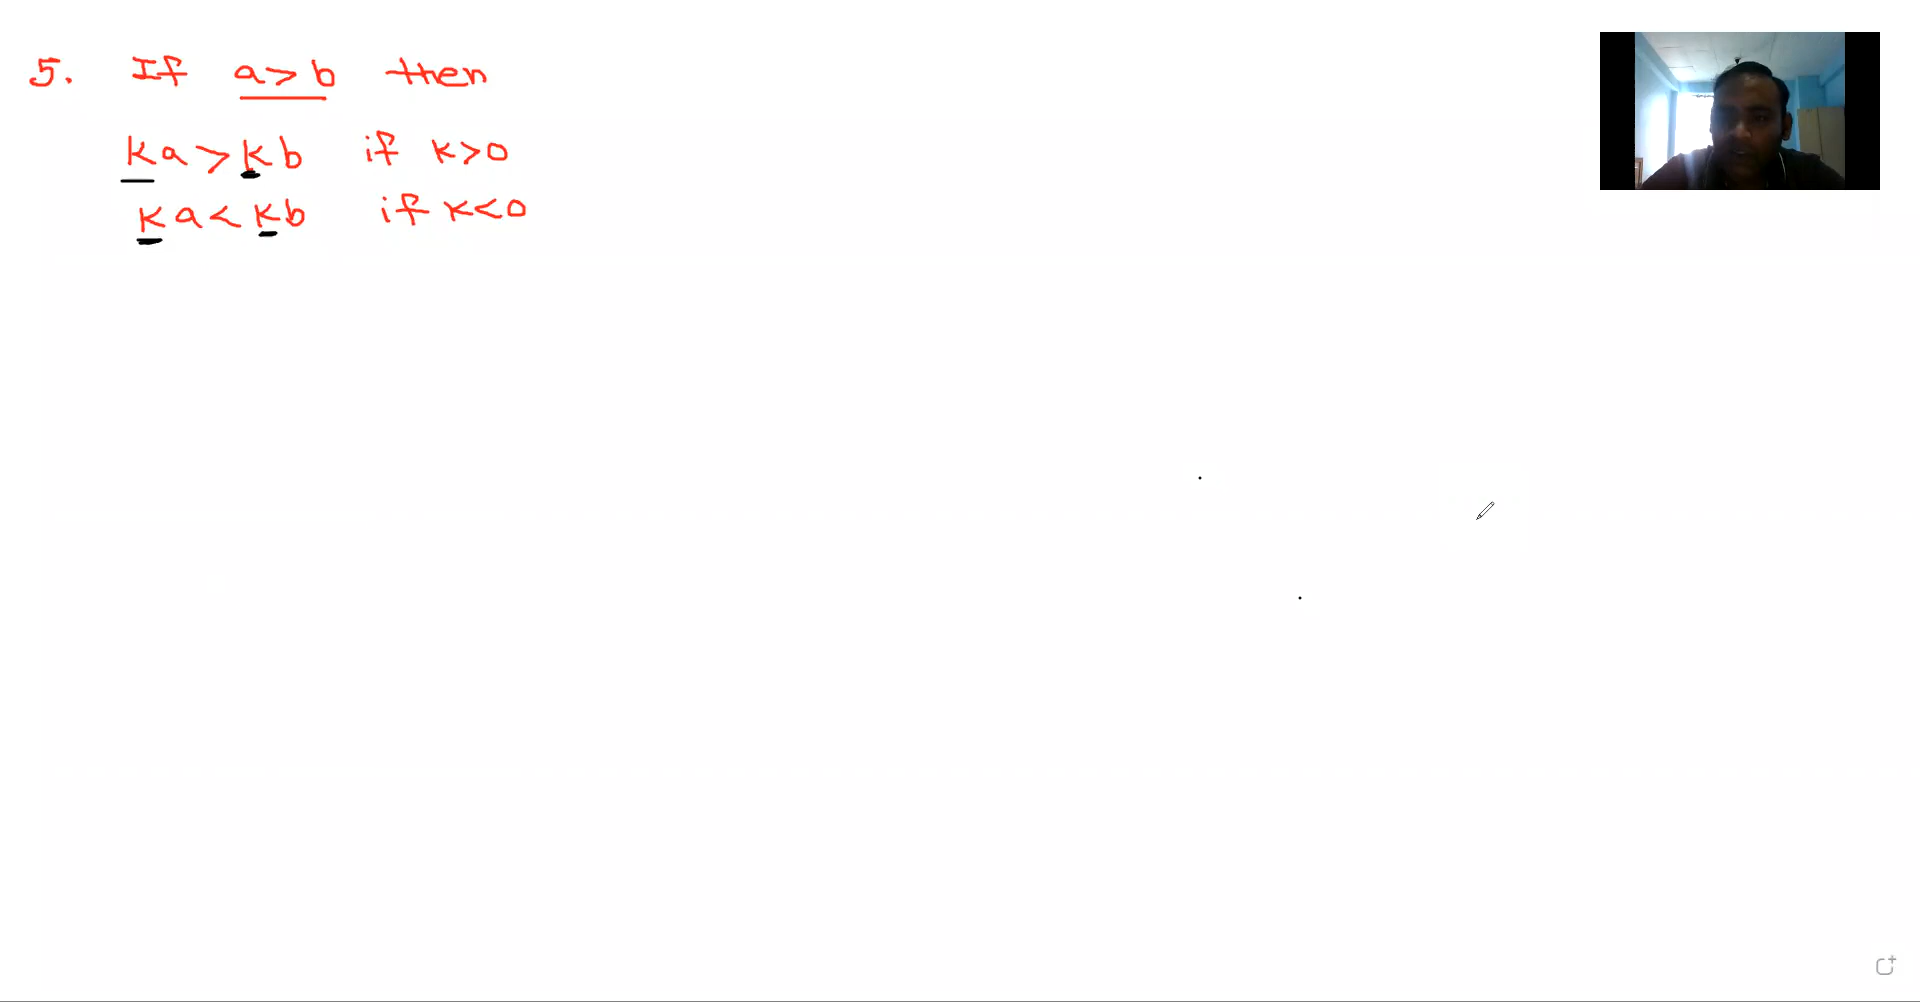 5. If a > b then
ka > kb if k > 0
ka < kb if k < 0